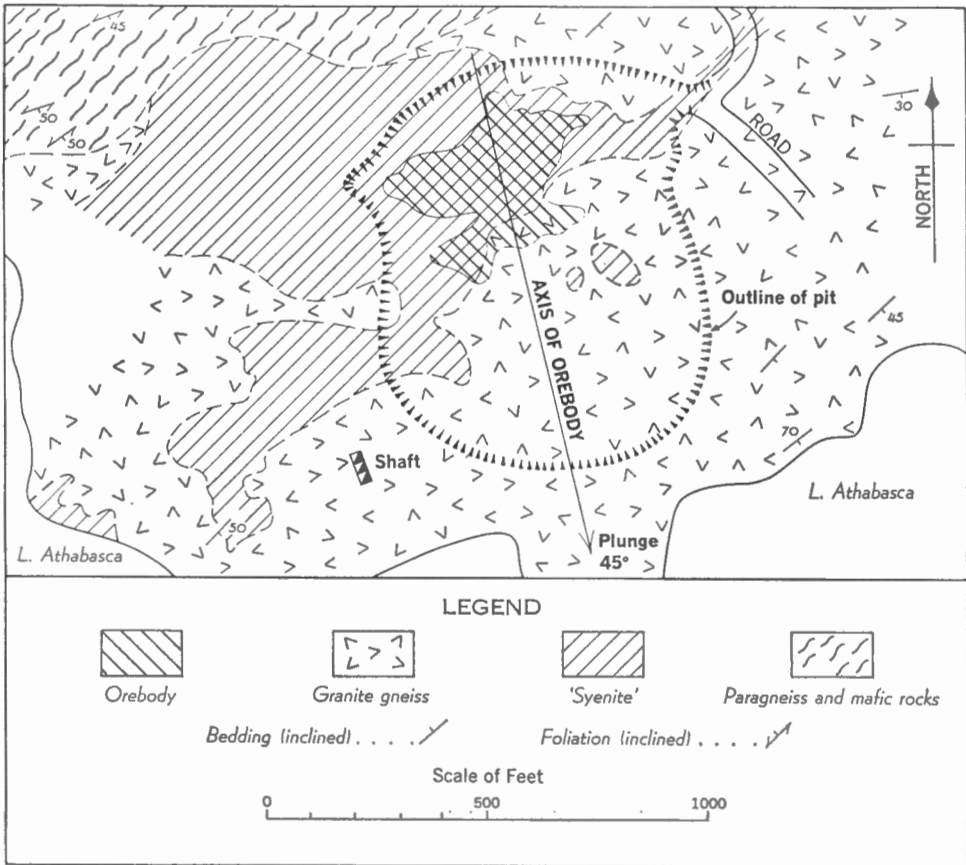 45
50
50
30
ROAD
NORTH
AXIS OF OREBODY
Outline of pit
45
70
Shaft
50
L. Athabasca
L. Athabasca
Plunge
45°
LEGEND
Orebody
Granite gneiss
'Syenite'
Paragneiss and mafic rocks
Bedding (inclined) . . . .
Foliation (inclined) . . . .
Scale of Feet
0 500 1000